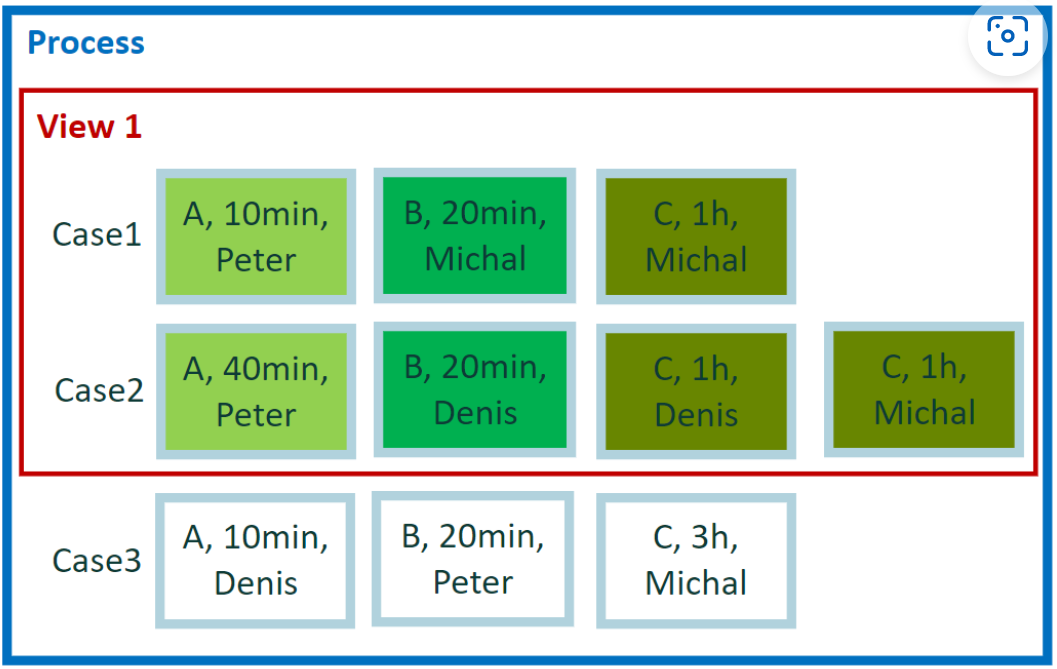 Process
View 1
Case1
A, 10min,
Peter
B, 20min,
Michal
C, 1h,
Michal
Case2
A, 40min,
Peter
B, 20min,
Denis
C, 1h,
Denis
C, 1h,
Michal
Case3
A, 10min,
Denis
B, 20min,
Peter
C, 3h,
Michal